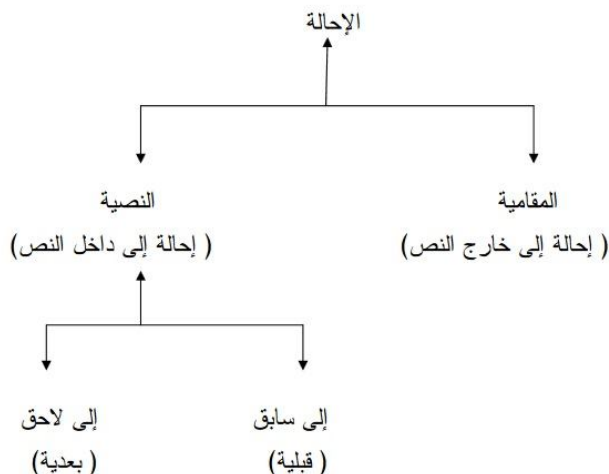 الإحالة
المقامية
( إحالة إلى خارج النص)
النصية
( إحالة إلى داخل النص)
إلى سابق
( قبلية)
إلى لاحق
( بعدية)